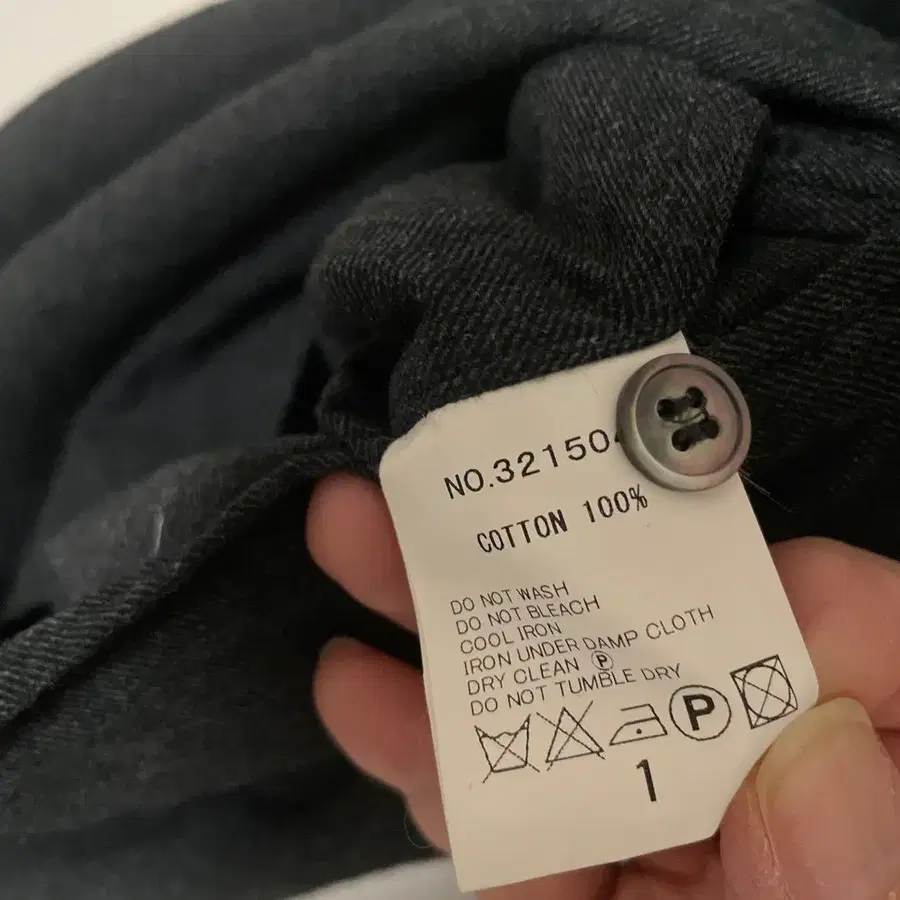 NO.32150
COTTON 100%
DO NOT WASH
DO NOT BLEACH
COOL IRON
IRON UNDER DAMP CLOTH
DRY CLEAN Ⓟ
DO NOT TUMBLE DRY
P
1